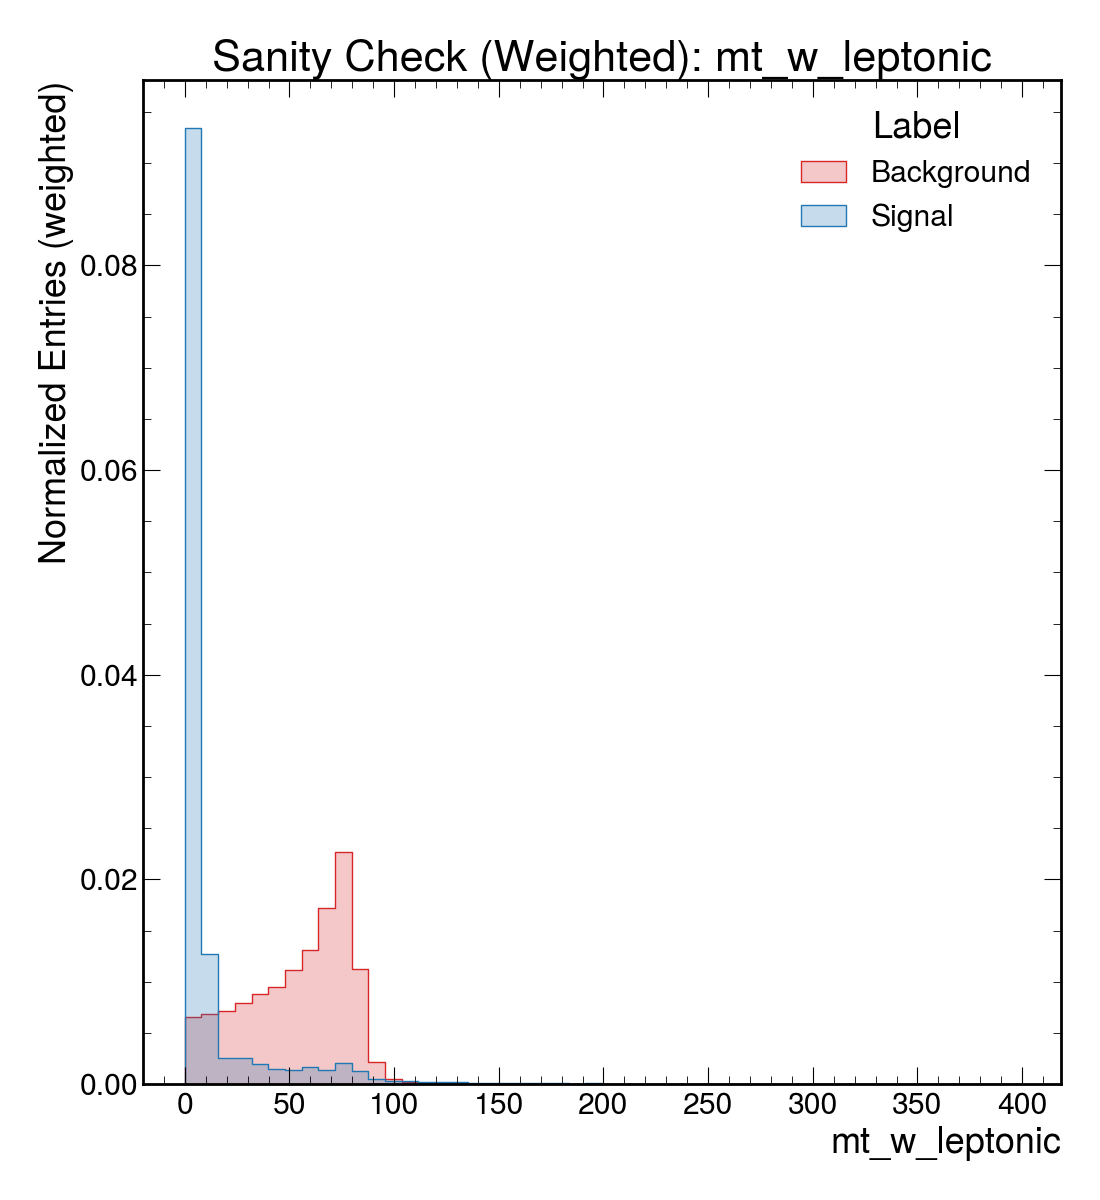 Sanity Check (Weighted): mt_w_leptonic
Normalized Entries (weighted)
Label
Background
Signal
0.08
0.06
0.04
0.02
0.00
0 50 100 150 200 250 300 350 400
mt_w_leptonic